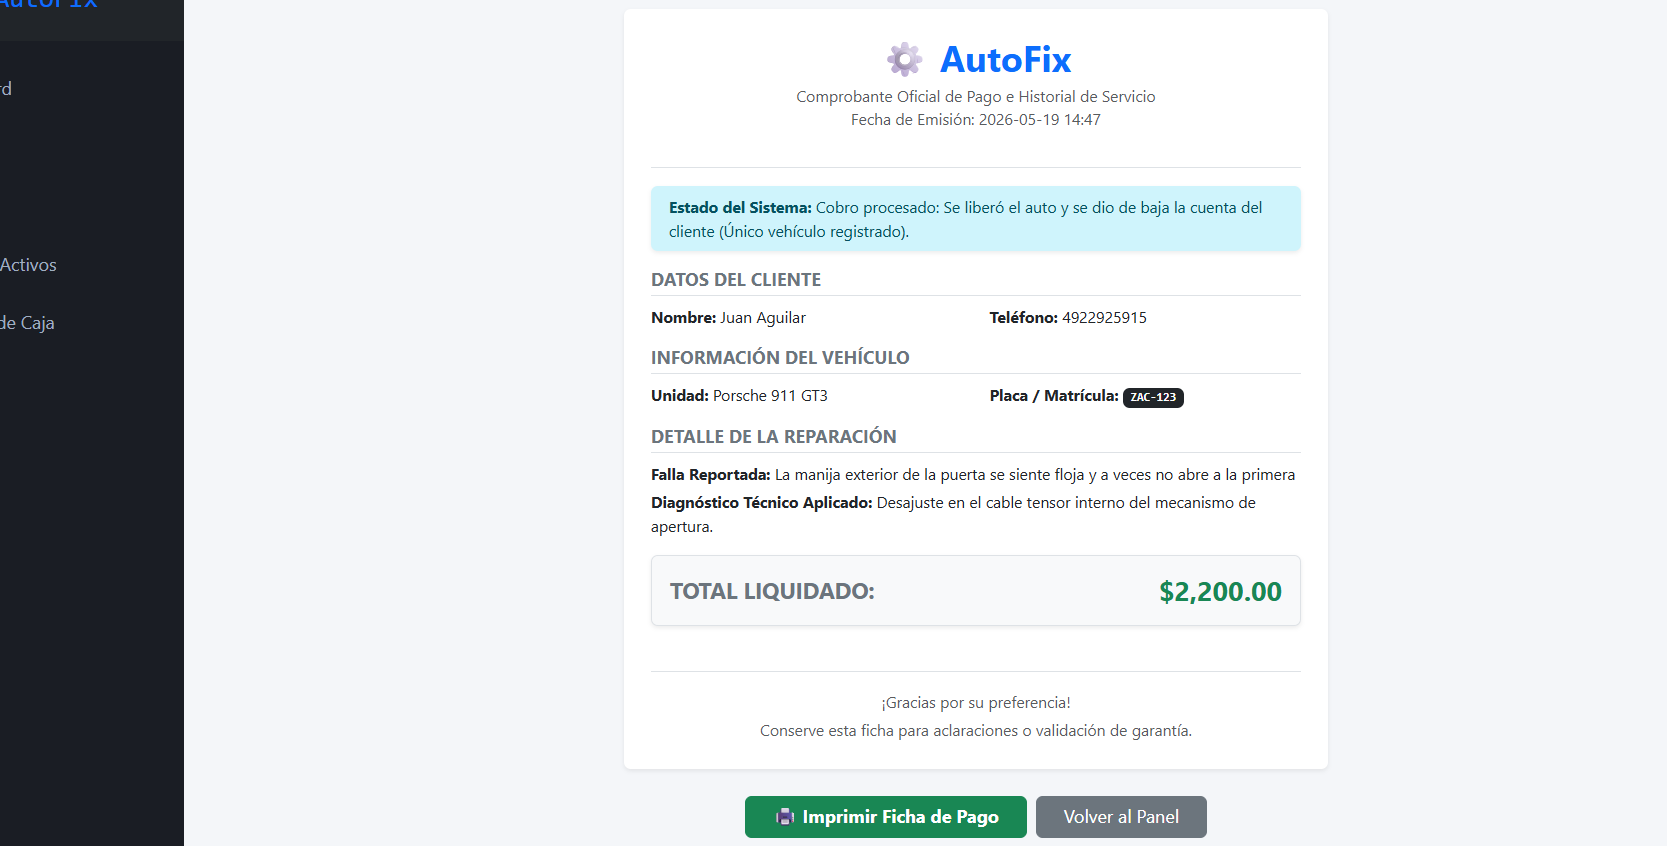 AutoFix
rd
Activos
de Caja
AutoFix
Comprobante Oficial de Pago e Historial de Servicio
Fecha de Emisión: 2026-05-19 14:47
Estado del Sistema: Cobro procesado: Se liberó el auto y se dio de baja la cuenta del
cliente (Único vehículo registrado).
DATOS DEL CLIENTE
Nombre: Juan Aguilar Teléfono: 4922925915
INFORMACIÓN DEL VEHÍCULO
Unidad: Porsche 911 GT3 Placa / Matrícula: ZAC-123
DETALLE DE LA REPARACIÓN
Falla Reportada: La manija exterior de la puerta se siente floja y a veces no abre a la primera
Diagnóstico Técnico Aplicado: Desajuste en el cable tensor interno del mecanismo de
apertura.
TOTAL LIQUIDADO: $2,200.00
¡Gracias por su preferencia!
Conserve esta ficha para aclaraciones o validación de garantía.
Imprimir Ficha de Pago Volver al Panel